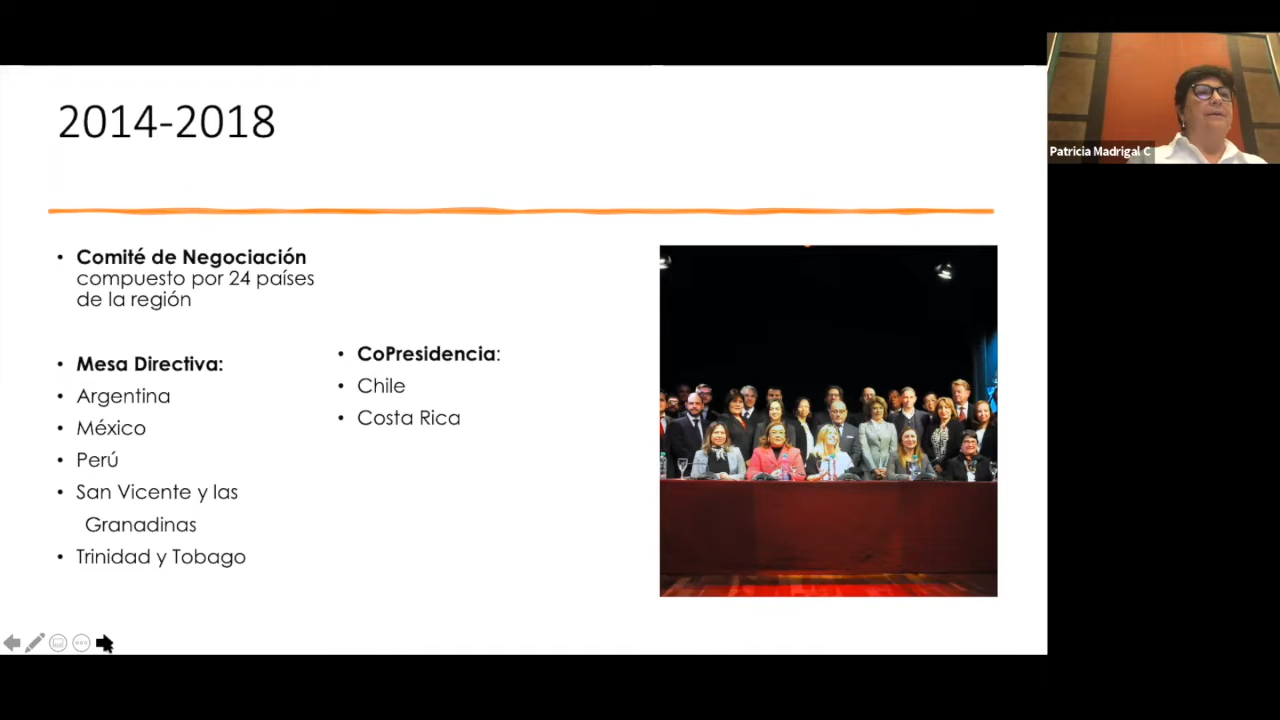 2014-2018
• Comité de Negociación
compuesto por 24 países
de la región
• Mesa Directiva:
• Argentina
• México
• Perú
• San Vicente y las
Granadinas
• Trinidad y Tobago
• CoPresidencia:
• Chile
• Costa Rica
Patricia Madrigal C